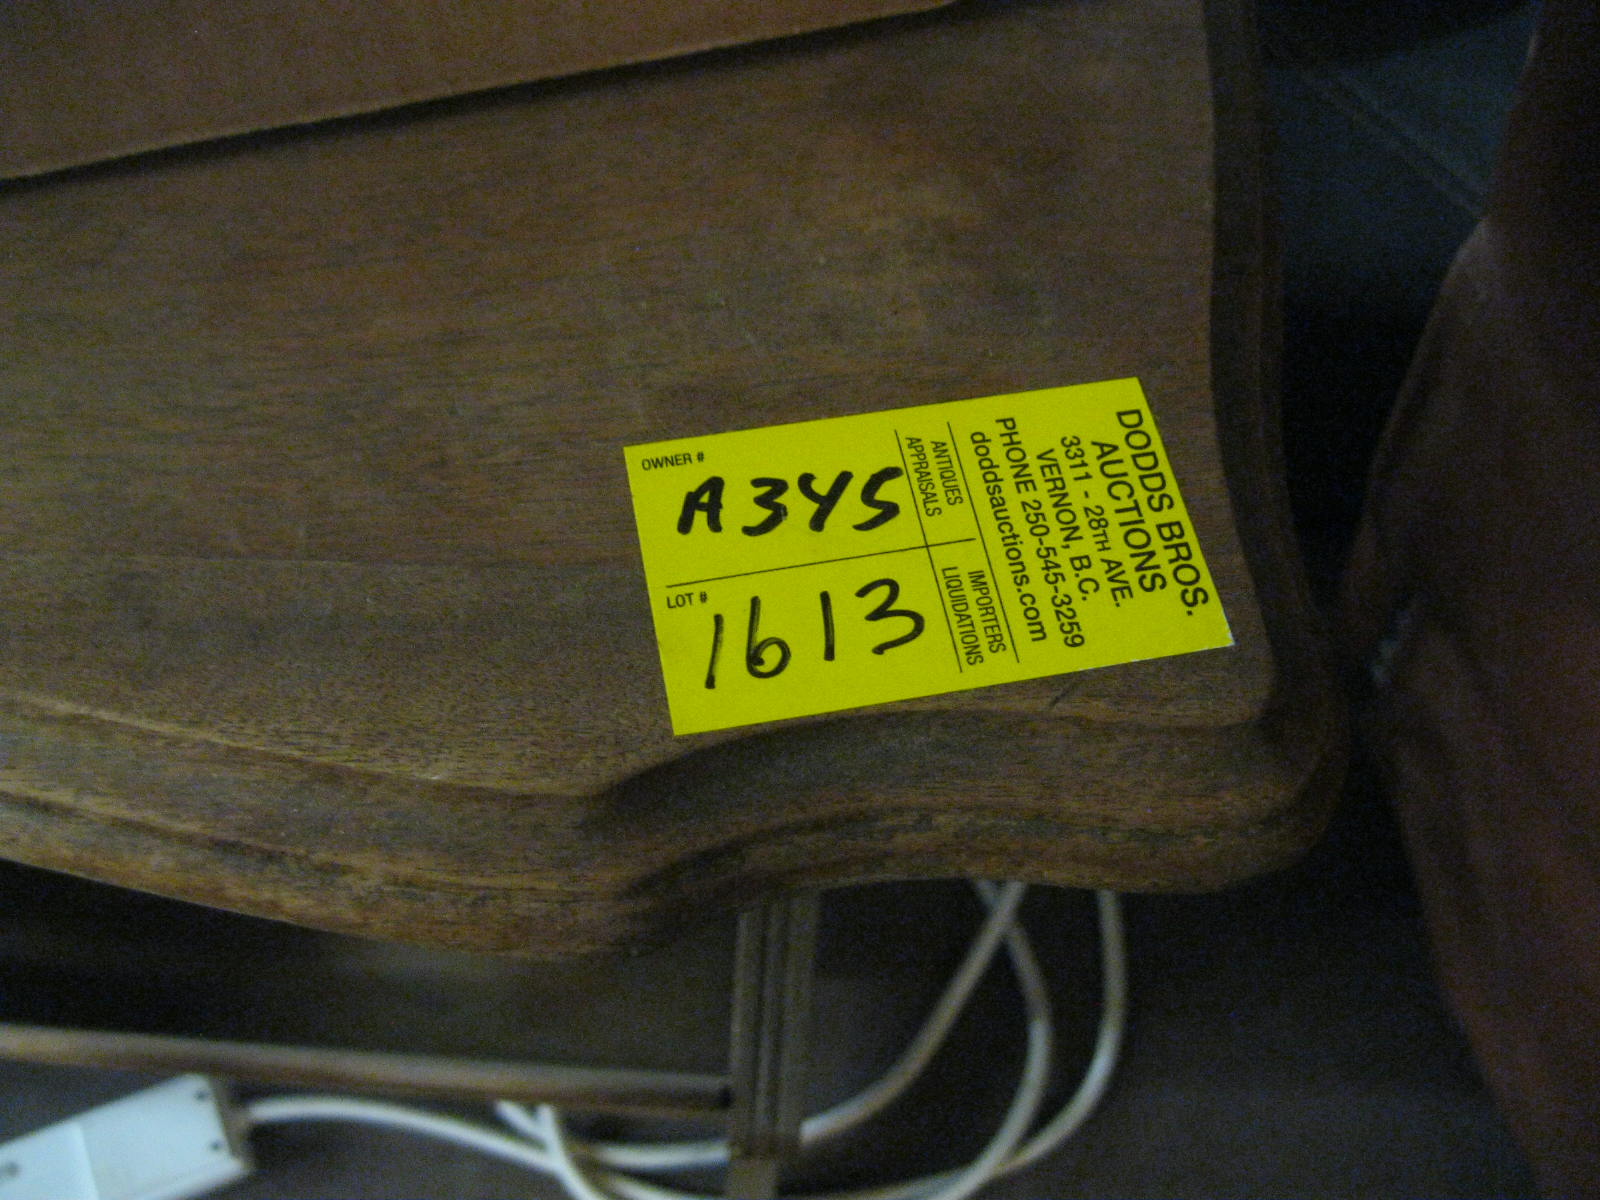 OWNER #
A345
LOT #
1613
ANTIQUES
APPRAISALS
IMPORTERS
LIQUIDATIONS
DODDS BROS.
AUCTIONS
3311 - 28TH AVE.
VERNON, B.C.
PHONE 250-545-3259
doddsauctions.com